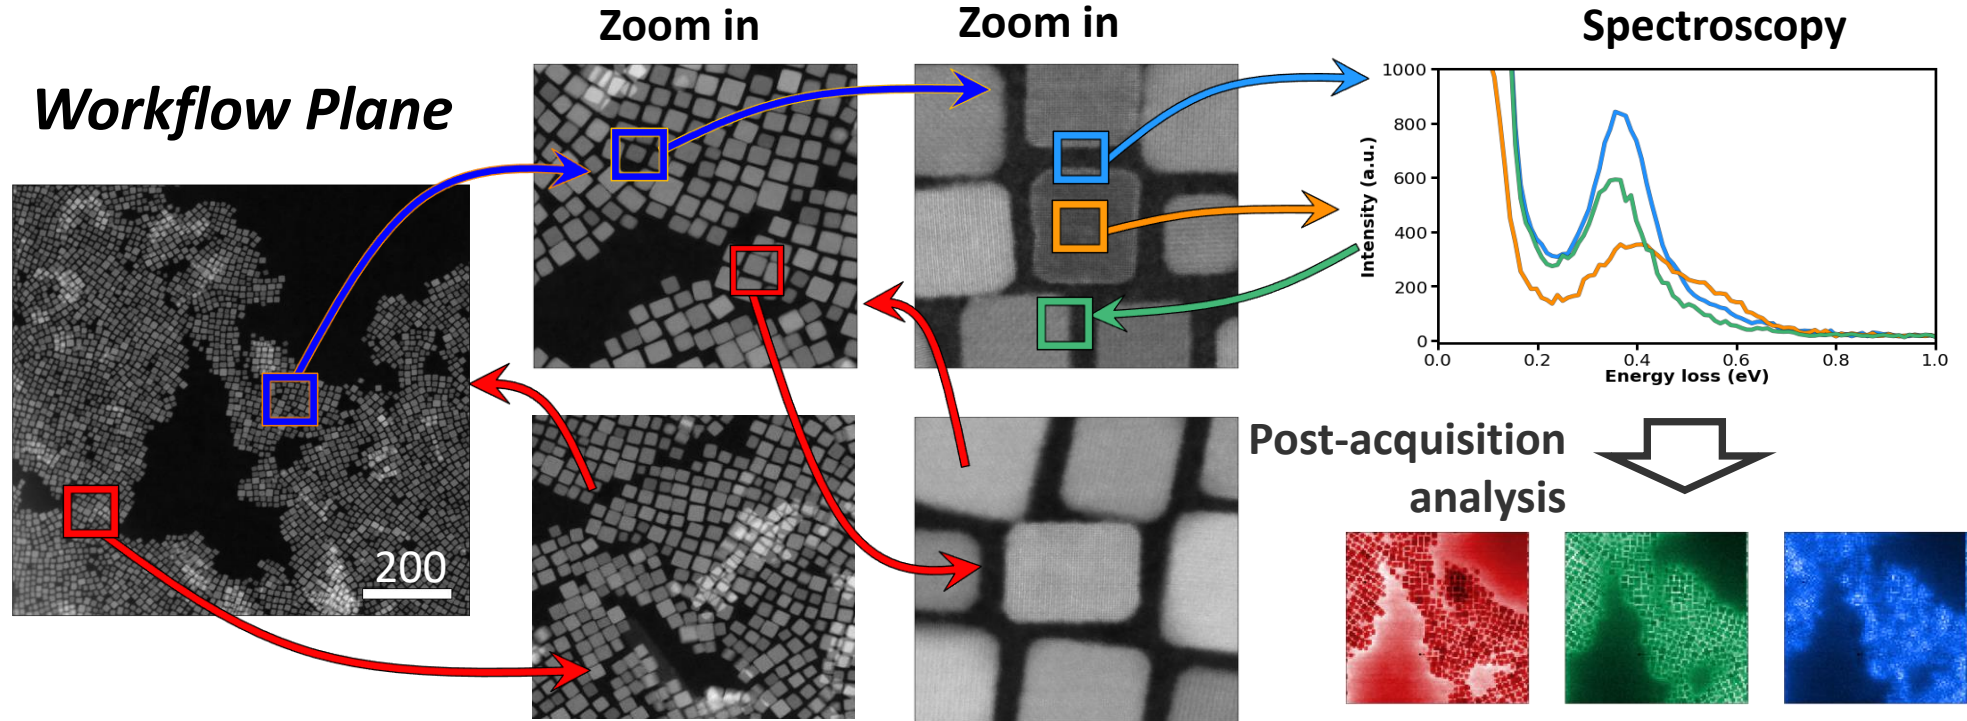 Zoom in
Zoom in
Spectroscopy
Workflow Plane
200
1000
800
600
400
200
0
Intensity (a.u.)
0.0 0.2 0.4 0.6 0.8 1.0
Energy loss (eV)
Post-acquisition
analysis